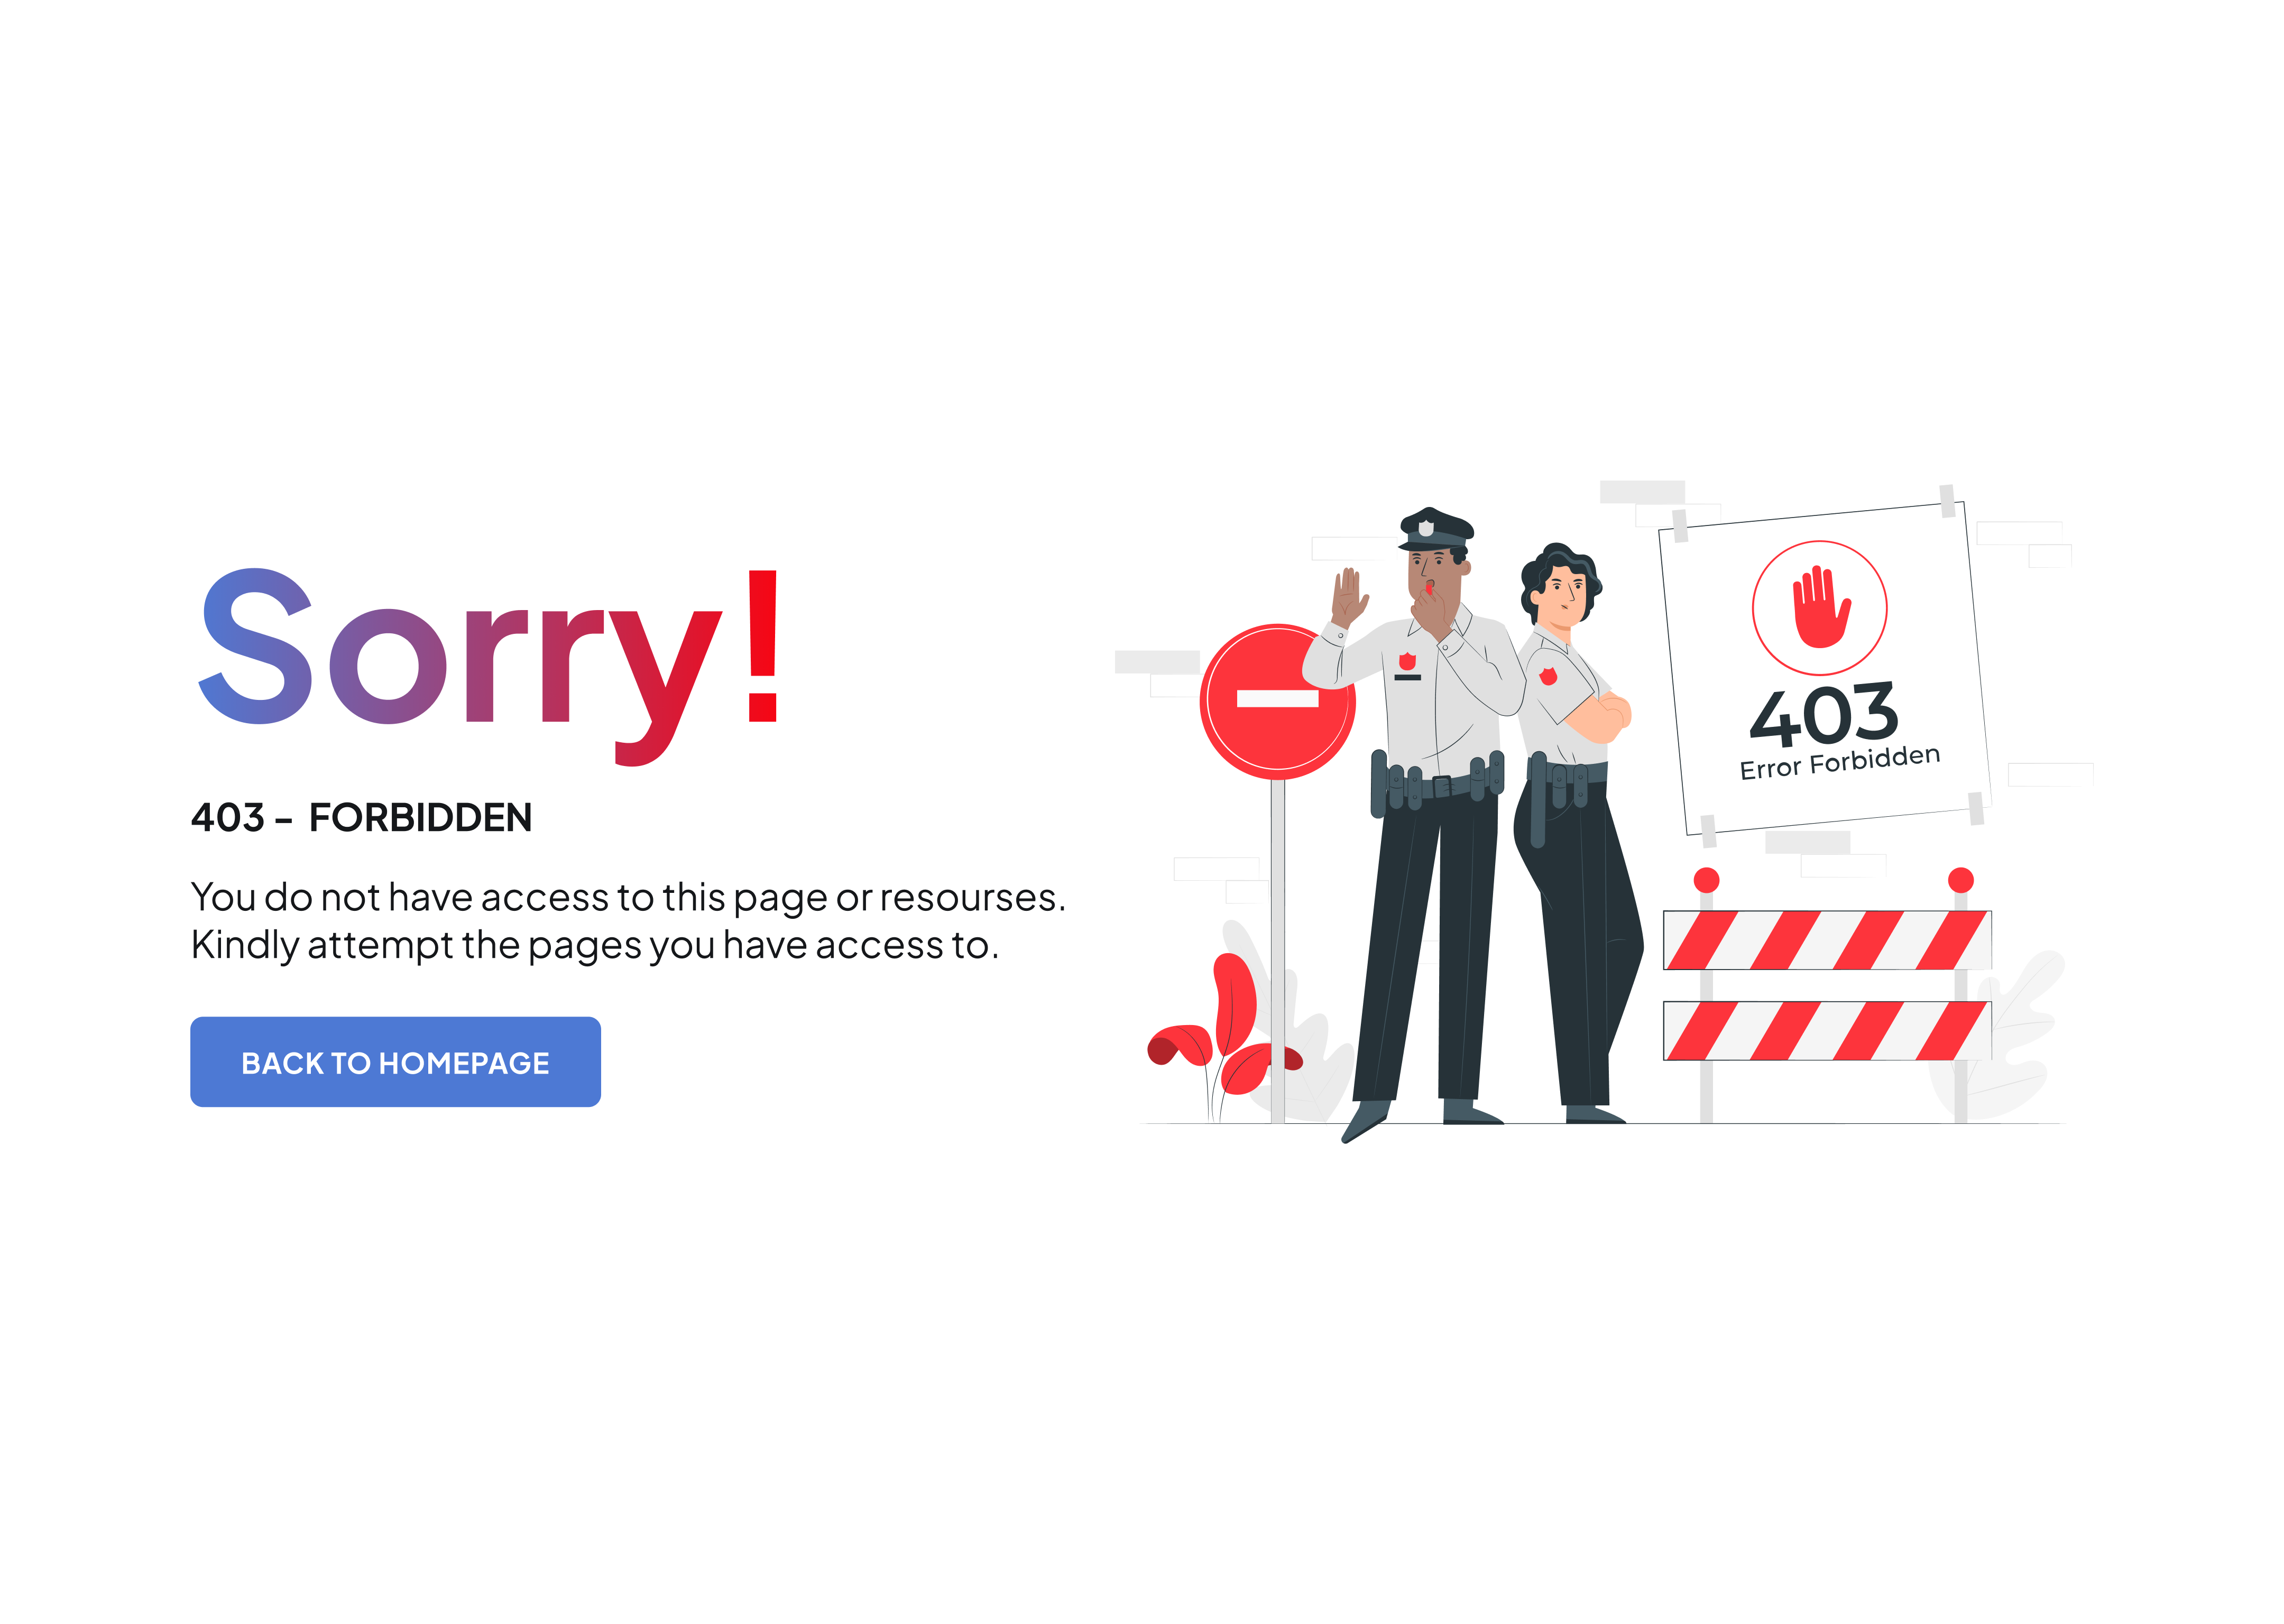 Sorry!
403 - FORBIDDEN
You do not have access to this page or resourses.
Kindly attempt the pages you have access to.
BACK TO HOMEPAGE
403
Error Forbidden